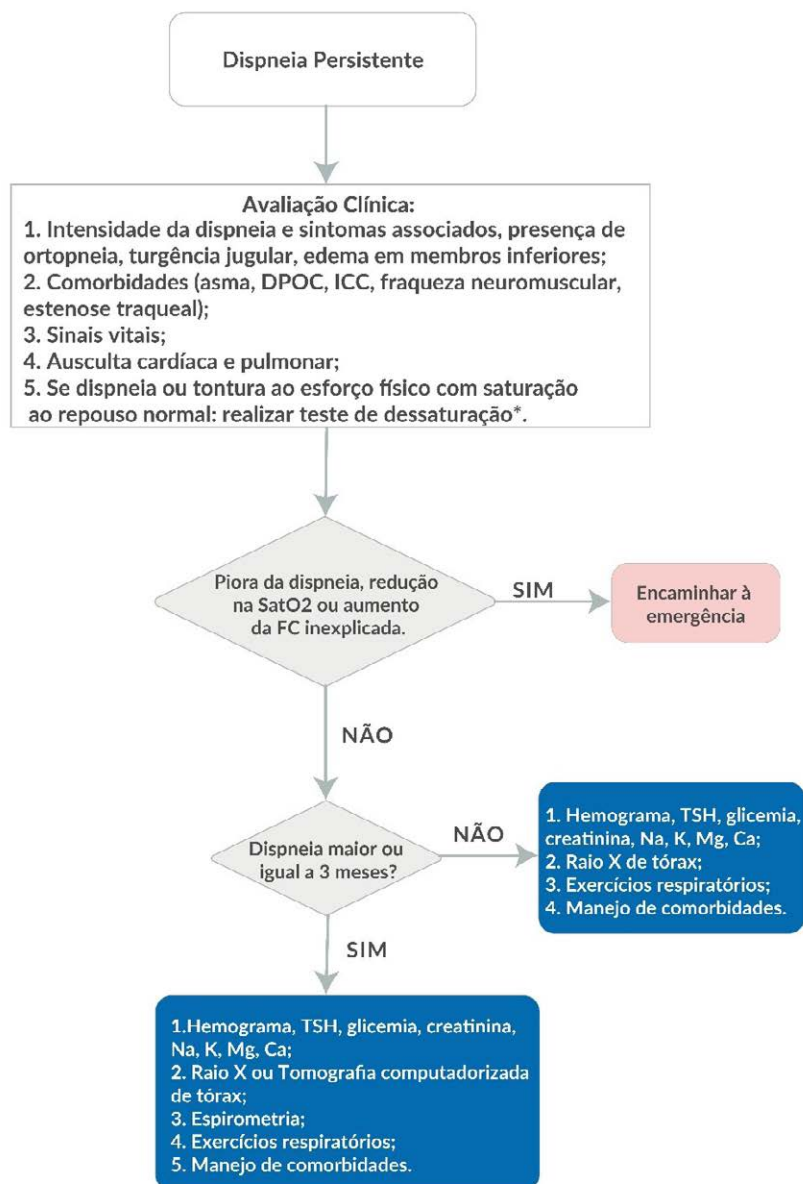 Dispneia Persistente
Avaliação Clínica:
1. Intensidade da dispneia e sintomas associados, presença de
ortopneia, turgência jugular, edema em membros inferiores;
2. Comorbidades (asma, DPOC, ICC, fraqueza neuromuscular,
estenose traqueal);
3. Sinais vitais;
4. Ausculta cardíaca e pulmonar;
5. Se dispneia ou tontura ao esforço físico com saturação
ao repouso normal: realizar teste de dessaturação*.
Piora da dispneia, redução
na SatO2 ou aumento
da FC inexplicada.
SIM
Encaminhar à
emergência
NÃO
Dispneia maior ou
igual a 3 meses?
NÃO
1. Hemograma, TSH, glicemia,
creatinina, Na, K, Mg, Ca;
2. Raio X de tórax;
3. Exercícios respiratórios;
4. Manejo de comorbidades.
SIM
1.Hemograma, TSH, glicemia, creatinina,
Na, K, Mg, Ca;
2. Raio X ou Tomografia computadorizada
de tórax;
3. Espirometria;
4. Exercícios respiratórios;
5. Manejo de comorbidades.